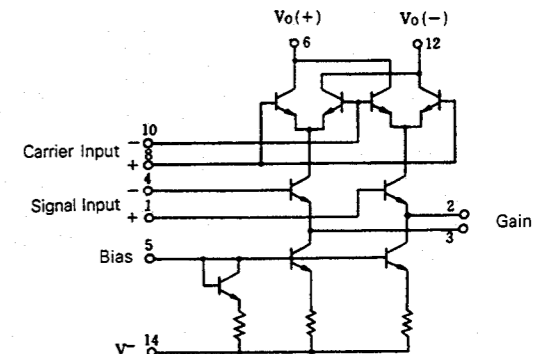 Vo(+) Vo(−)
6 12
10
Carrier Input −
8
+
4
−
Signal Input 1
+
2
3 Gain
Bias 5
V− 14